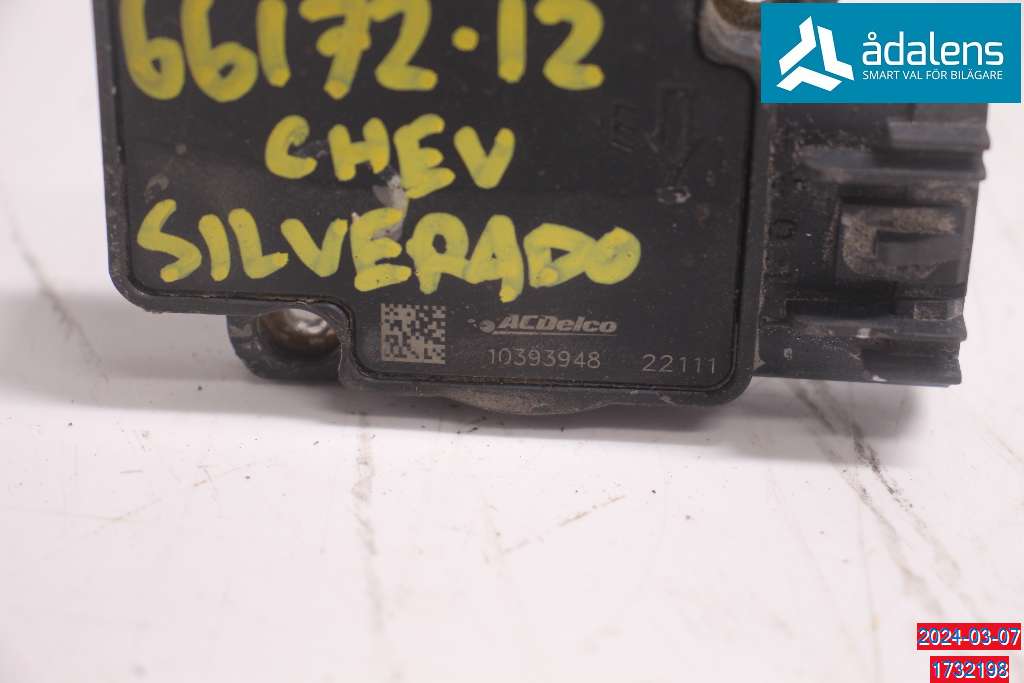 66172.12
CHEV
SILVERADO
ACDelco
10393948 22111
ådalens
SMART VAL FÖR BILÄGARE
2024-03-07
1732198